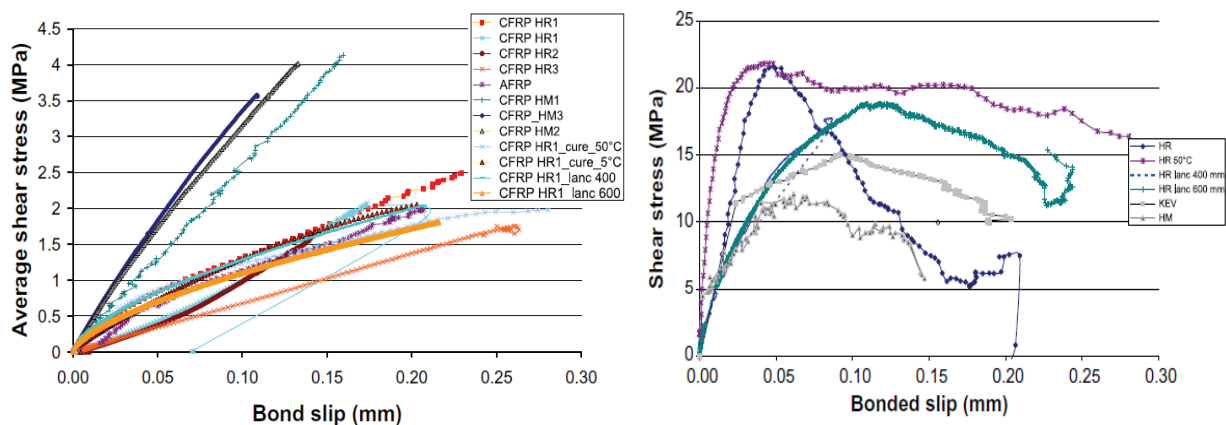 Average shear stress (MPa)
4.5
4
3.5
3
2.5
2
1.5
1
0.5
0
0.00
0.05
0.10
0.15
0.20
0.25
0.30
Bond slip (mm)
CFRP HR1
CFRP HR1
CFRP HR2
CFRP HR3
AFRP
CFRP HM1
CFRP_HM3
CFRP HM2
CFRP HR1_cure_50°C
CFRP HR1_cure_5°C
CFRP HR1_lanc 400
CFRP HR1_lanc 600
Shear stress (MPa)
25
20
15
10
5
0
0.00
0.05
0.10
0.15
0.20
0.25
0.30
Bonded slip (mm)
HR
HR 50°C
HR lanc 400 mm
HR lanc 600 mm
KEV
HM